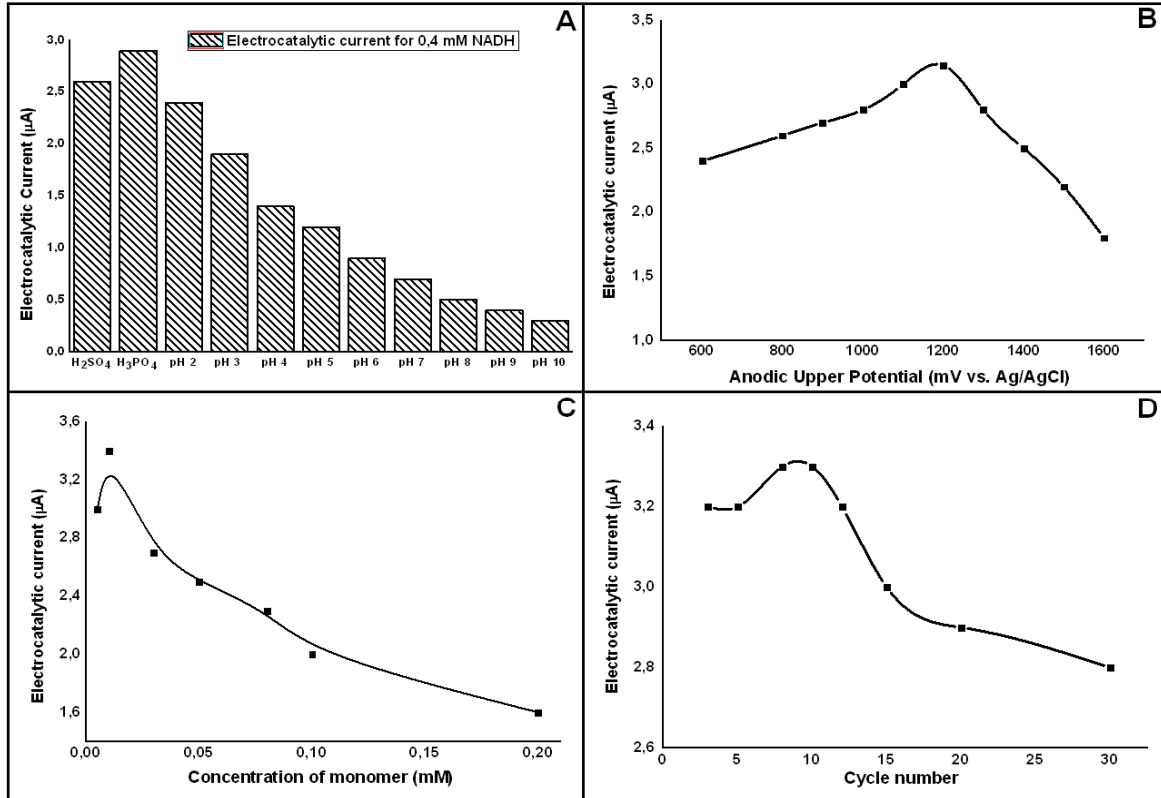 A
Electrocatalytic current for 0,4 mM NADH
Electrocatalytic Current (μA)
3,0
2,5
2,0
1,5
1,0
0,5
0,0
H₂SO₄ H₃PO₄ pH 2 pH 3 pH 4 pH 5 pH 6 pH 7 pH 8 pH 9 pH 10
B
Electrocatalytic current (μA)
3,5
3,0
2,5
2,0
1,5
1,0
600 800 1000 1200 1400 1600
Anodic Upper Potential (mV vs. Ag/AgCl)
C
Electrocatalytic current (μA)
3,6
3,2
2,8
2,4
2,0
1,6
0,00 0,05 0,10 0,15 0,20
Concentration of monomer (mM)
D
Electrocatalytic current (μA)
3,4
3,2
3,0
2,8
2,6
0 5 10 15 20 25 30
Cycle number